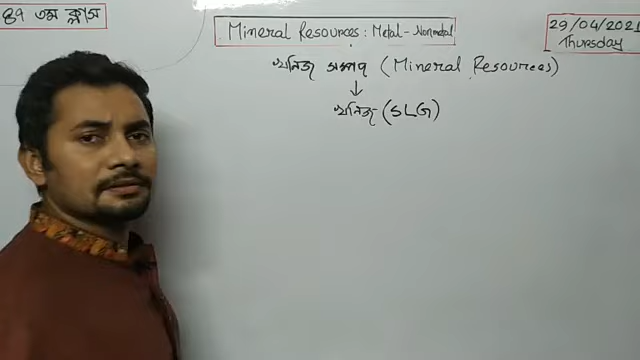 ৪৭ তম ক্লাস
Mineral Resources: Metal-Nonmetal
29/04/2021
Thursday
খনিজ সম্পদ (Mineral Resources)
↓
খনিজ (SLG)